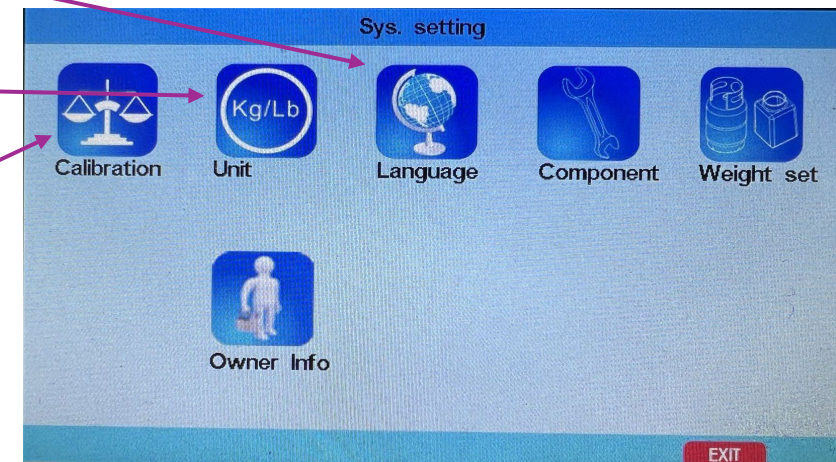 Sys. setting
Kg/Lb
Calibration
Unit
Language
Component
Weight set
Owner Info
EXIT